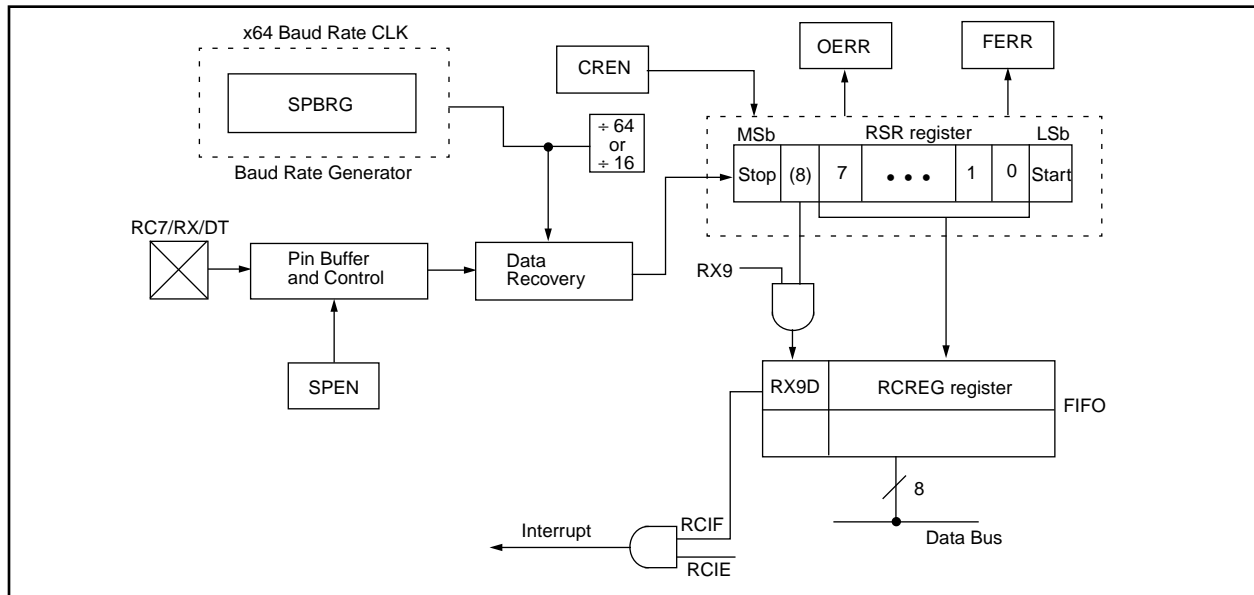 x64 Baud Rate CLK
SPBRG
Baud Rate Generator
CREN
OERR
FERR
÷ 64
or
÷ 16
MSb
RSR register
LSb
Stop
(8)
7
• • •
1
0
Start
RC7/RX/DT
Pin Buffer
and Control
Data
Recovery
RX9
SPEN
RX9D
RCREG register
FIFO
8
Interrupt
RCIF
RCIE
Data Bus